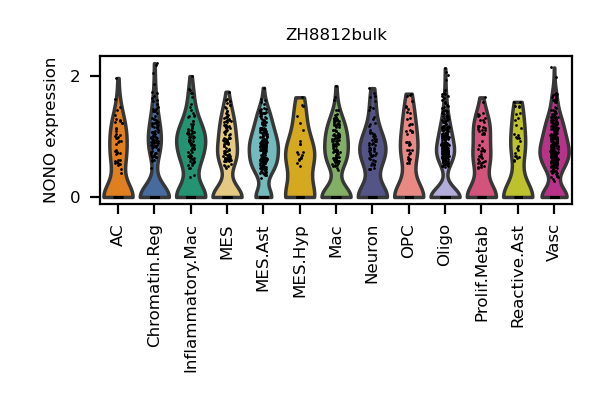 ZH8812bulk
NONO expression
2
0
AC
Chromatin.Reg
Inflammatory.Mac
MES
MES.Ast
MES.Hyp
Mac
Neuron
OPC
Oligo
Prolif.Metab
Reactive.Ast
Vasc